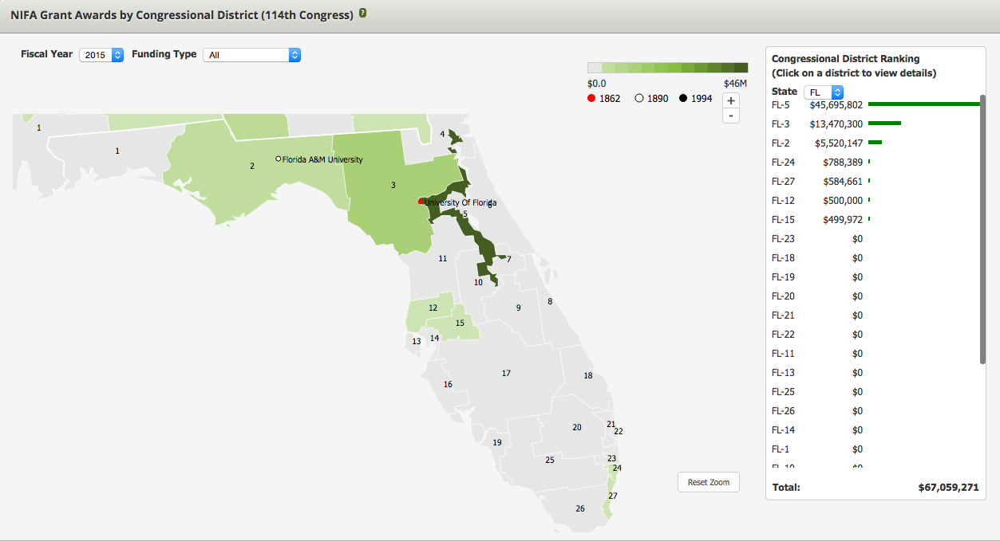 NIFA Grant Awards by Congressional District (114th Congress) ?
Fiscal Year 2015 Funding Type All
$0.0 $46M
1862 1890 1994
+
-
1
1
2
Florida A&M University
3
4
University Of Florida
6
5
11
7
10
12
9
8
15
13
14
17
16
18
20
21
22
19
25
23
24
27
26
Reset Zoom
Congressional District Ranking
(Click on a district to view details)
State FL
FL-5 $45,695,802
FL-3 $13,470,300
FL-2 $5,520,147
FL-24 $788,389
FL-27 $584,661
FL-12 $500,000
FL-15 $499,972
FL-23 $0
FL-18 $0
FL-19 $0
FL-20 $0
FL-21 $0
FL-22 $0
FL-11 $0
FL-13 $0
FL-25 $0
FL-26 $0
FL-14 $0
FL-1 $0
FL-10 $0
Total: $67,059,271